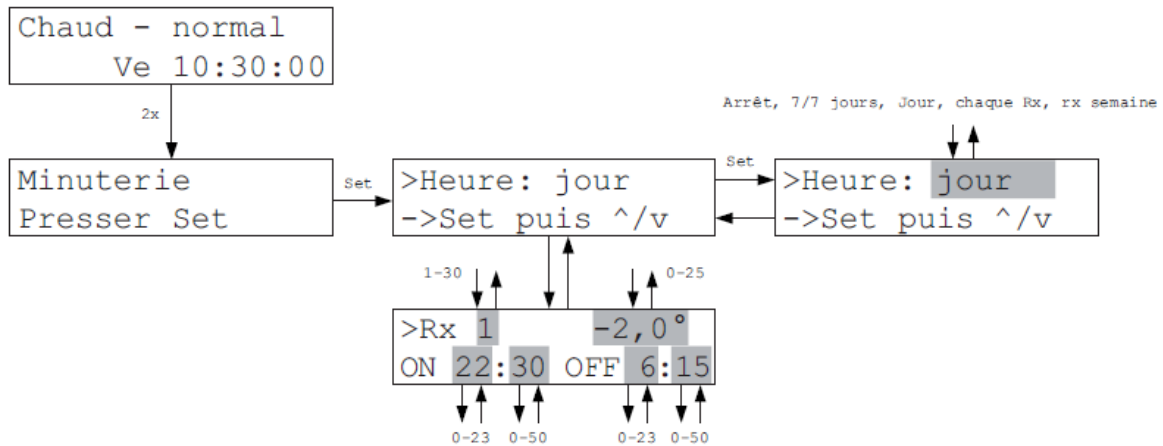 Chaud - normal
Ve 10:30:00
2x
Arrêt, 7/7 jours, Jour, chaque Rx, rx semaine
Minuterie
Presser Set
Set
>Heure: jour
->Set puis ^/v
Set
>Heure: jour
->Set puis ^/v
1-30
0-25
>Rx 1 -2,0°
ON 22:30 OFF 6:15
0-23 0-50 0-23 0-50